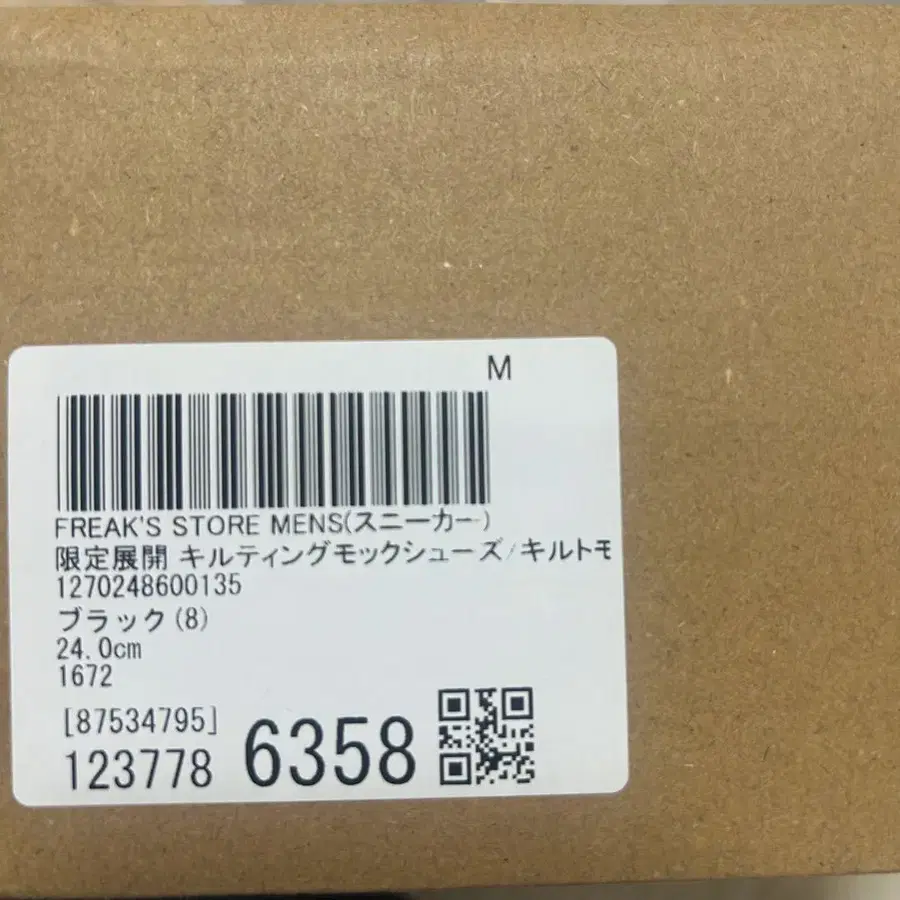 M
FREAK'S STORE MENS(スニーカー)
限定展開 キルティングモックシューズ/キルトモ
1270248600135
ブラック(8)
24.0cm
1672
[87534795]
123778 6358